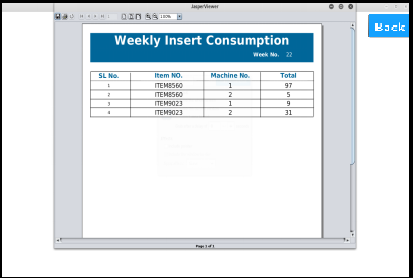 JasperViewer
Back
150%
Weekly Insert Consumption
Week No. 22
SL No. Item NO. Machine No. Total
1 ITEM8560 1 97
2 ITEM8560 2 5
3 ITEM9023 1 9
4 ITEM9023 2 31
Page 1 of 1